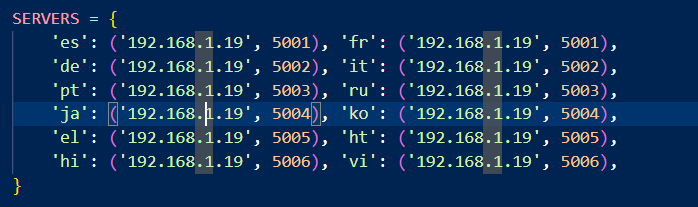 SERVERS = {
    'es': ('192.168.1.19', 5001), 'fr': ('192.168.1.19', 5001),
    'de': ('192.168.1.19', 5002), 'it': ('192.168.1.19', 5002),
    'pt': ('192.168.1.19', 5003), 'ru': ('192.168.1.19', 5003),
    'ja': ('192.168.1.19', 5004), 'ko': ('192.168.1.19', 5004),
    'el': ('192.168.1.19', 5005), 'ht': ('192.168.1.19', 5005),
    'hi': ('192.168.1.19', 5006), 'vi': ('192.168.1.19', 5006),
}